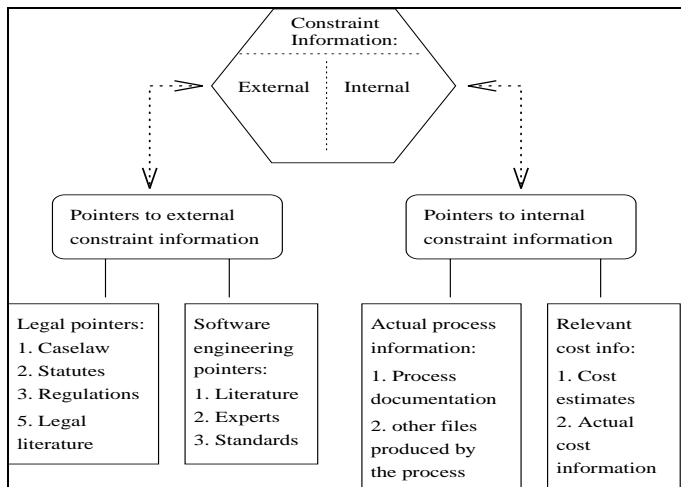 Constraint
Information:
External
Internal
Pointers to external
constraint information
Pointers to internal
constraint information
Legal pointers:
1. Caselaw
2. Statutes
3. Regulations
5. Legal
literature
Software
engineering
pointers:
1. Literature
2. Experts
3. Standards
Actual process
information:
1. Process
documentation
2. other files
produced by
the process
Relevant
cost info:
1. Cost
estimates
2. Actual
cost
information